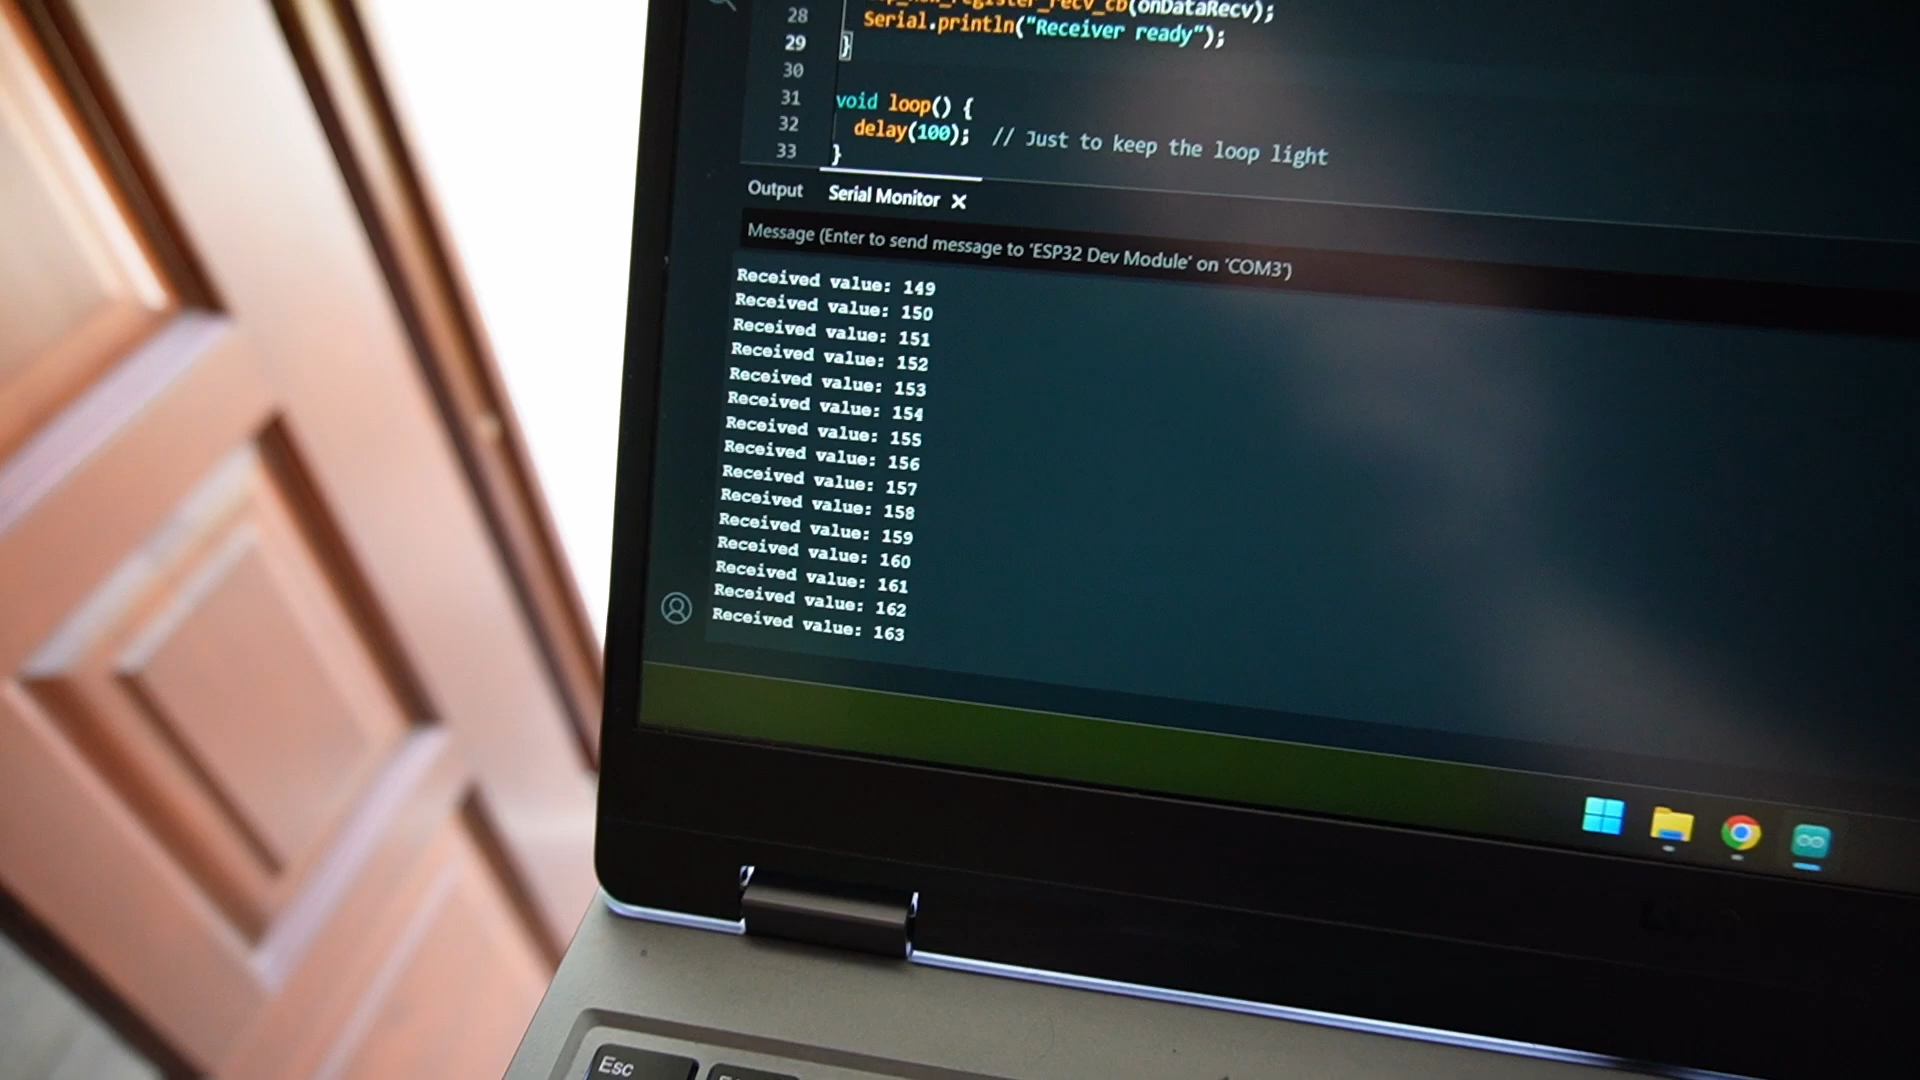 28 esp_now_register_recv_cb(onDataRecv);
Serial.println("Receiver ready");
29 }
30
31 void loop() {
32 delay(100); // Just to keep the loop light
33 }
Output Serial Monitor X
Message (Enter to send message to 'ESP32 Dev Module' on 'COM3')
Received value: 149
Received value: 150
Received value: 151
Received value: 152
Received value: 153
Received value: 154
Received value: 155
Received value: 156
Received value: 157
Received value: 158
Received value: 159
Received value: 160
Received value: 161
Received value: 162
Received value: 163
Esc